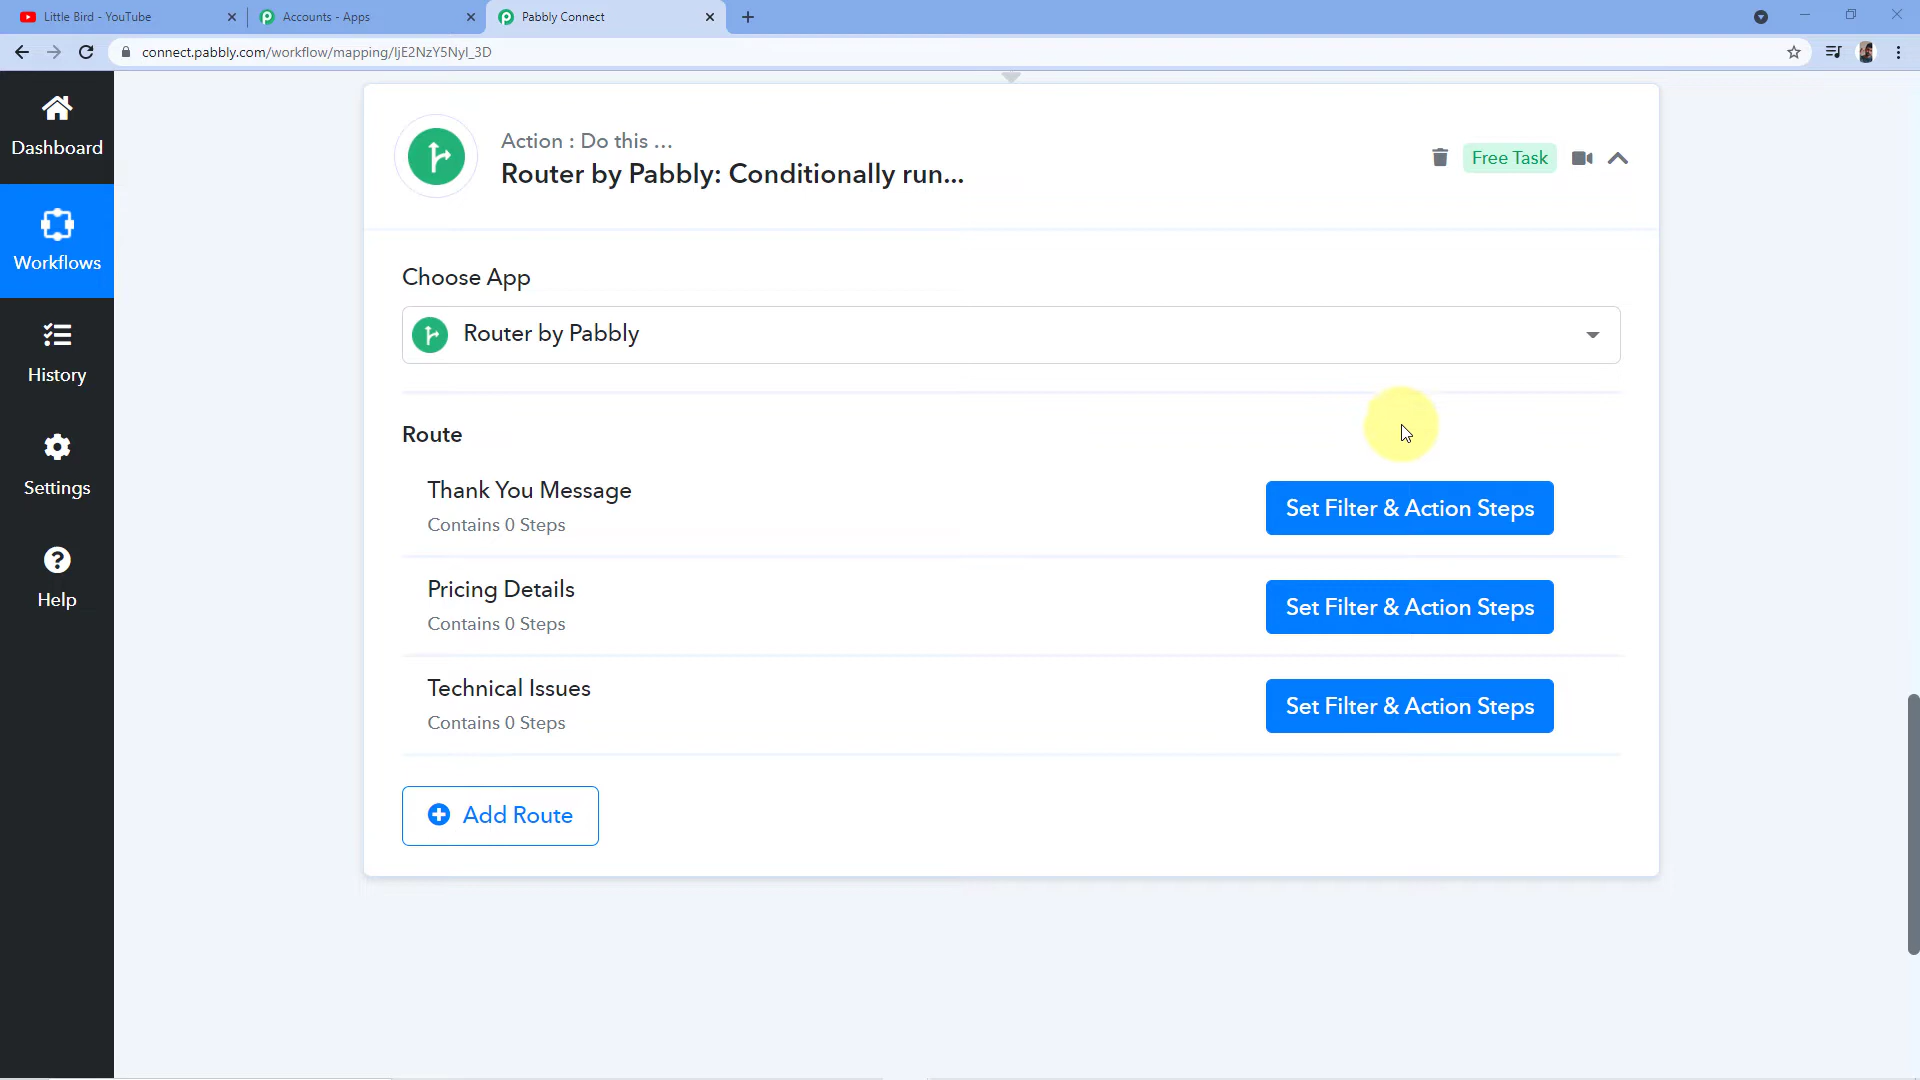 Little Bird - YouTube
Accounts - Apps
Pabbly Connect
connect.pabbly.com/workflow/mapping/IjE2NzY5NyI_3D
Dashboard
Workflows
History
Settings
Help
Action : Do this ...
Router by Pabbly: Conditionally run...
Free Task
Choose App
Router by Pabbly
Route
Thank You Message
Contains 0 Steps
Set Filter & Action Steps
Pricing Details
Contains 0 Steps
Set Filter & Action Steps
Technical Issues
Contains 0 Steps
Set Filter & Action Steps
Add Route